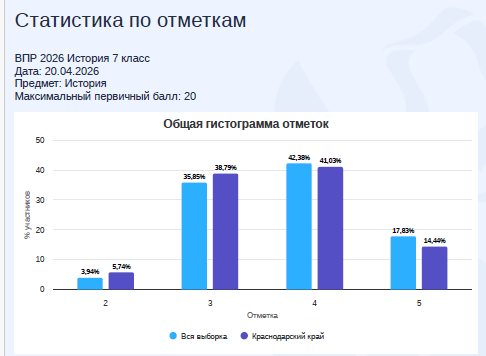 Статистика по отметкам
ВПР 2026 История 7 класс
Дата: 20.04.2026
Предмет: История
Максимальный первичный балл: 20
Общая гистограмма отметок
50
40
30
20
10
0
% участников
3,94%
5,74%
35,85%
38,79%
42,38%
41,03%
17,83%
14,44%
2
3
4
5
Отметка
Вся выборка
Краснодарский край